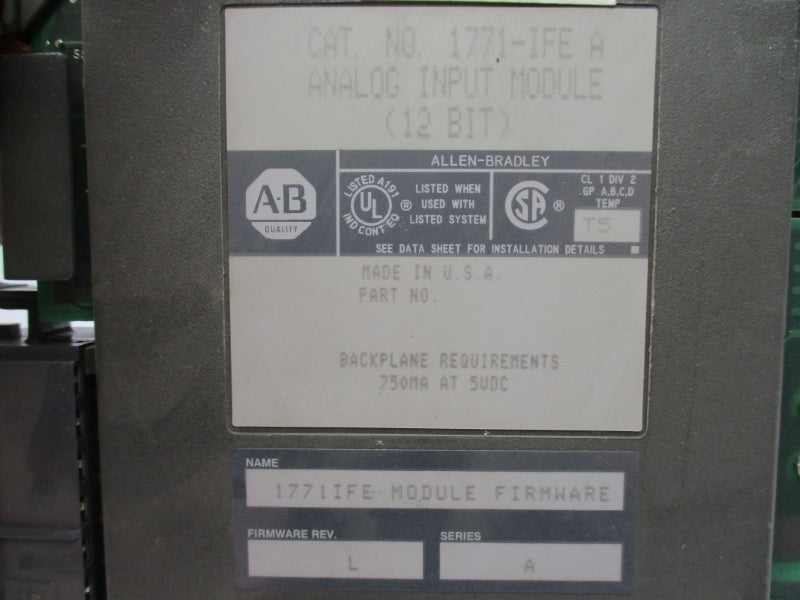 CAT. NO. 1771-IFE A
ANALOG INPUT MODULE
(12 BIT)
ALLEN-BRADLEY
A-B
QUALITY
LISTED A191
UL
IND CONT-EQ
®
LISTED WHEN
USED WITH
LISTED SYSTEM
SA
®
CL 1 DIV 2
GP A,B,C,D
TEMP
T5
SEE DATA SHEET FOR INSTALLATION DETAILS
MADE IN U.S.A.
PART NO.
BACKPLANE REQUIREMENTS
750MA AT 5VDC
NAME
1771IFE MODULE FIRMWARE
FIRMWARE REV.
SERIES
L
A